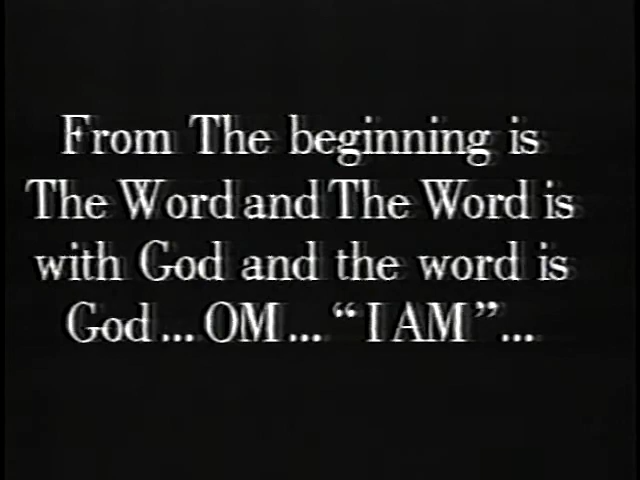 From The beginning is
The Word and The Word is
with God and the word is
God... OM... “I AM”...